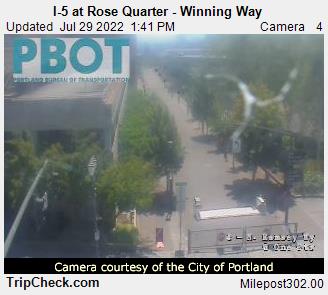 I-5 at Rose Quarter - Winning Way
Updated Jul 29 2022 1:41 PM Camera 4
PBOT
PORTLAND BUREAU OF TRANSPORTATION
Ramsey
Camera courtesy of the City of Portland
TripCheck.com Milepost302.00